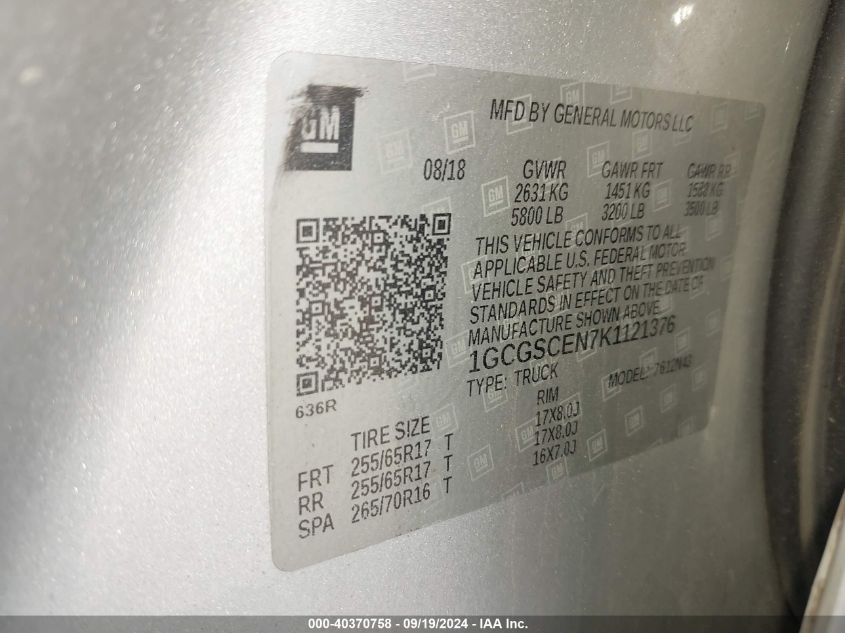 GM
MFD BY GENERAL MOTORS LLC
08/18 GVWR GAWR FRT GAWR RR
2631 KG 1451 KG 1588 KG
5800 LB 3200 LB 3500 LB
THIS VEHICLE CONFORMS TO ALL
APPLICABLE U.S. FEDERAL MOTOR
VEHICLE SAFETY AND THEFT PREVENTION
STANDARDS IN EFFECT ON THE DATE OF
MANUFACTURE SHOWN ABOVE.
1GCGSCEN7K1121376
TYPE: TRUCK MODEL: 7612N43
636R
TIRE SIZE RIM
FRT 255/65R17 T 17X8.0J
RR 255/65R17 T 17X8.0J
SPA 265/70R16 T 16X7.0J
000-40370758 - 09/19/2024 - IAA Inc.